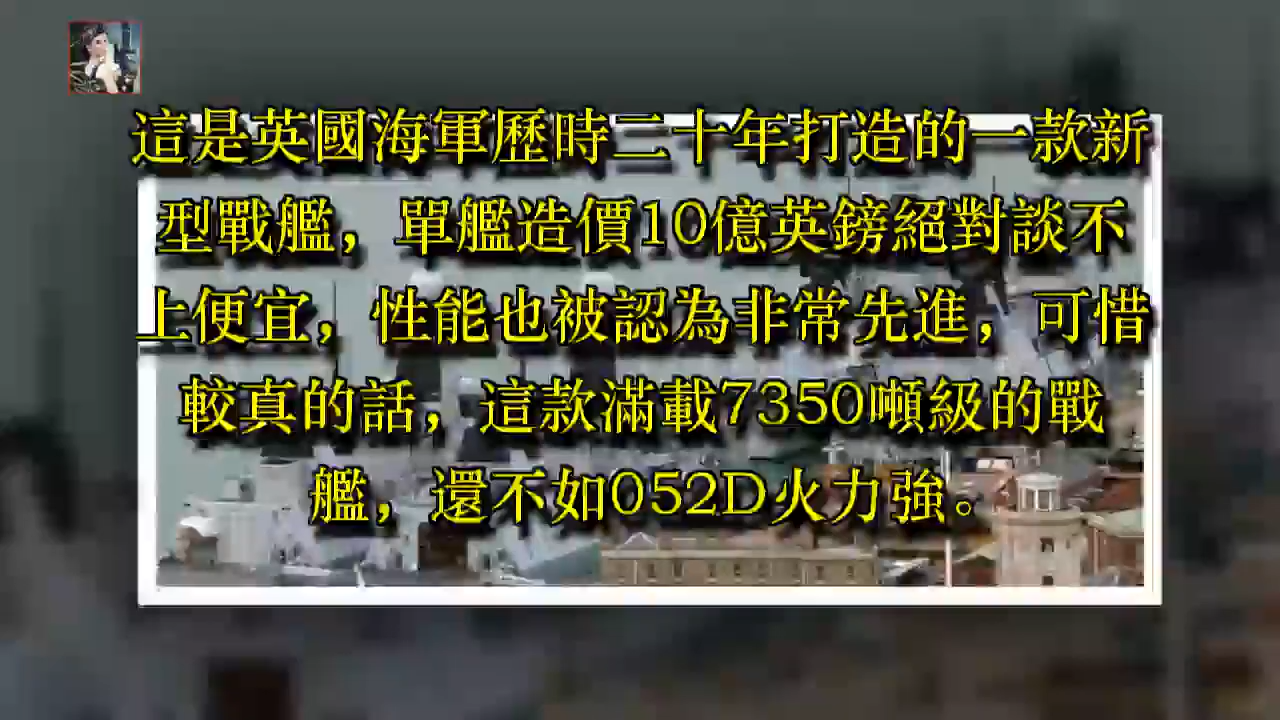 這是英國海軍歷時二十年打造的一款新
型戰艦，單艦造價10億英鎊絕對談不
上便宜，性能也被認為非常先進，可惜
較真的話，這款滿載7350噸級的戰
艦，還不如052D火力強。